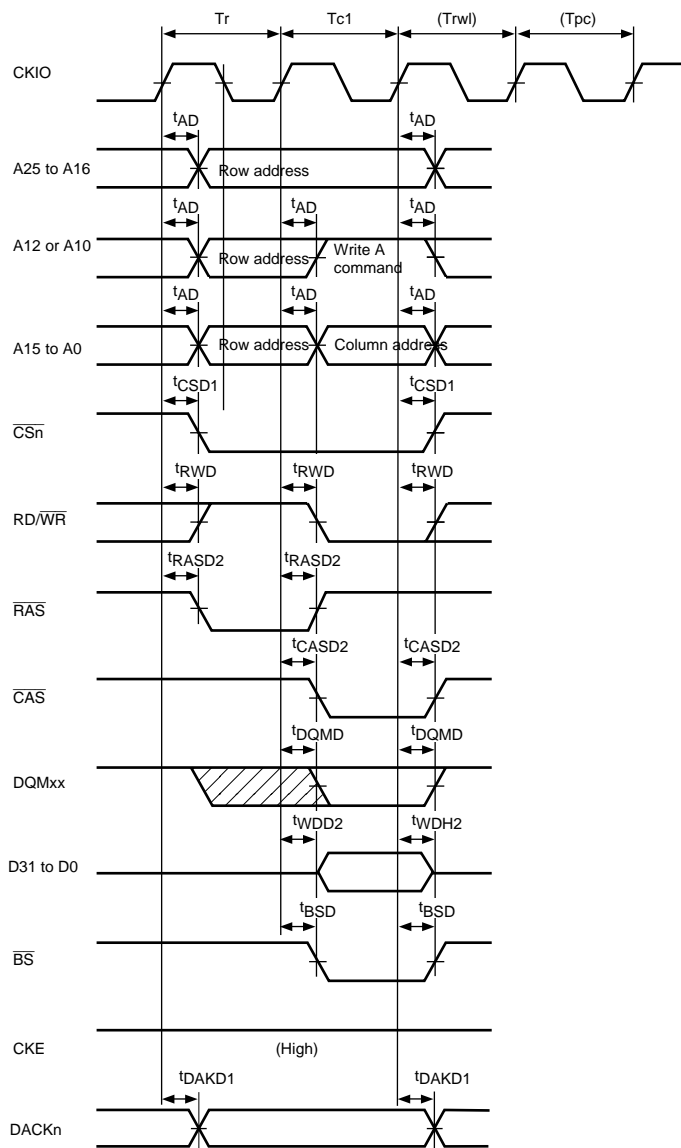 Tr Tc1 (Trwl) (Tpc)
CKIO
tAD tAD
A25 to A16 Row address
tAD tAD tAD
A12 or A10 Row address Write A command
tAD tAD tAD
A15 to A0 Row address Column address
tCSD1 tCSD1
CSn
tRWD tRWD tRWD
RD/WR
tRASD2 tRASD2
RAS
tCASD2 tCASD2
CAS
tDQMD tDQMD
DQMxx
tWDD2 tWDH2
D31 to D0
tBSD tBSD
BS
CKE (High)
tDAKD1 tDAKD1
DACKn